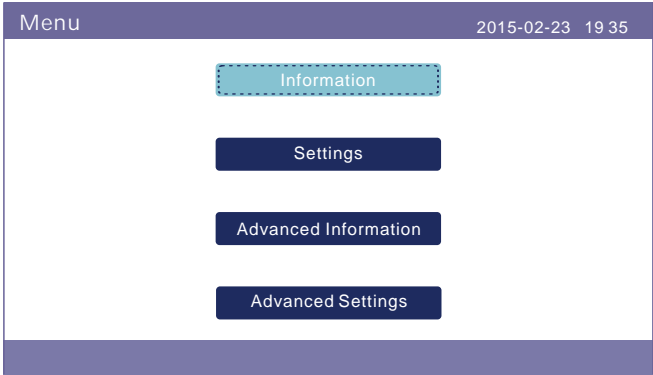 Menu
2015-02-23 19 35
Information
Settings
Advanced Information
Advanced Settings